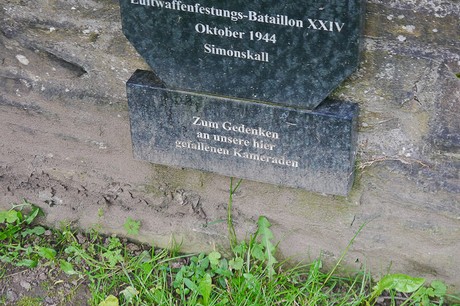 Luftwaffenfestungs-Bataillon XXIV
Oktober 1944
Simonskall
Zum Gedenken
an unsere hier
gefallenen Kameraden